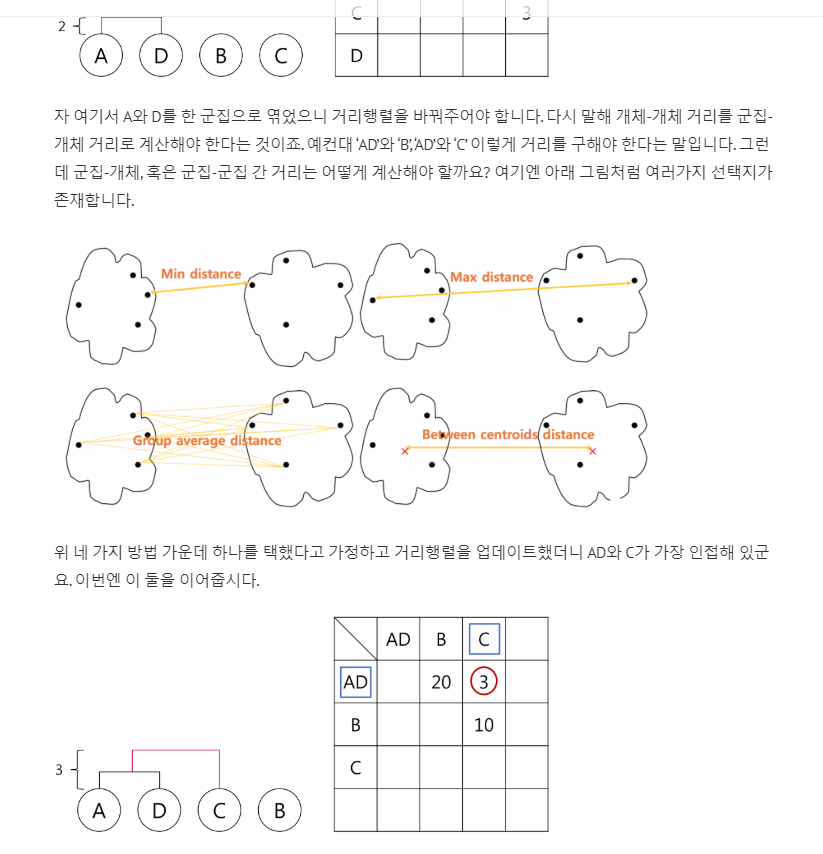 C 3
2
A D B C
D
자 여기서 A와 D를 한 군집으로 엮었으니 거리행렬을 바꿔주어야 합니다. 다시 말해 개체-개체 거리를 군집-
개체 거리로 계산해야 한다는 것이죠. 예컨대 ‘AD’와 ‘B’, ‘AD’와 ‘C’ 이렇게 거리를 구해야 한다는 말입니다. 그런
데 군집-개체, 혹은 군집-군집 간 거리는 어떻게 계산해야 할까요? 여기엔 아래 그림처럼 여러가지 선택지가
존재합니다.
Min distance
Max distance
Group average distance
Between centroids distance
위 네 가지 방법 가운데 하나를 택했다고 가정하고 거리행렬을 업데이트했더니 AD와 C가 가장 인접해 있군
요. 이번엔 이 둘을 이어줍시다.
AD B C
AD 20 3
B 10
C
3
A D C B